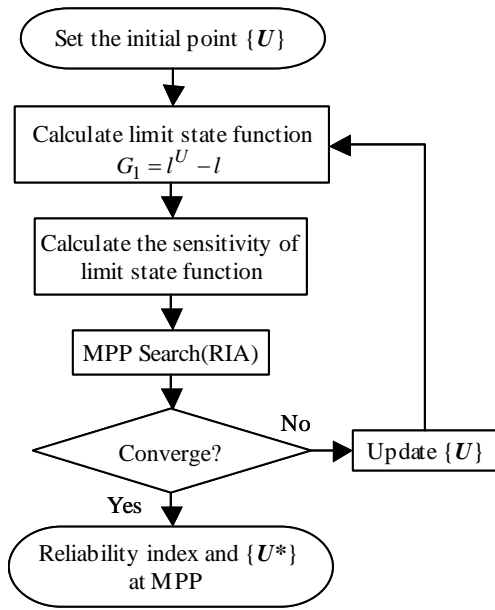 Set the initial point {U}
Calculate limit state function
G₁ = lᵁ – l
Calculate the sensitivity of
limit state function
MPP Search(RIA)
Converge?
No
Update {U}
Yes
Reliability index and {U*}
at MPP